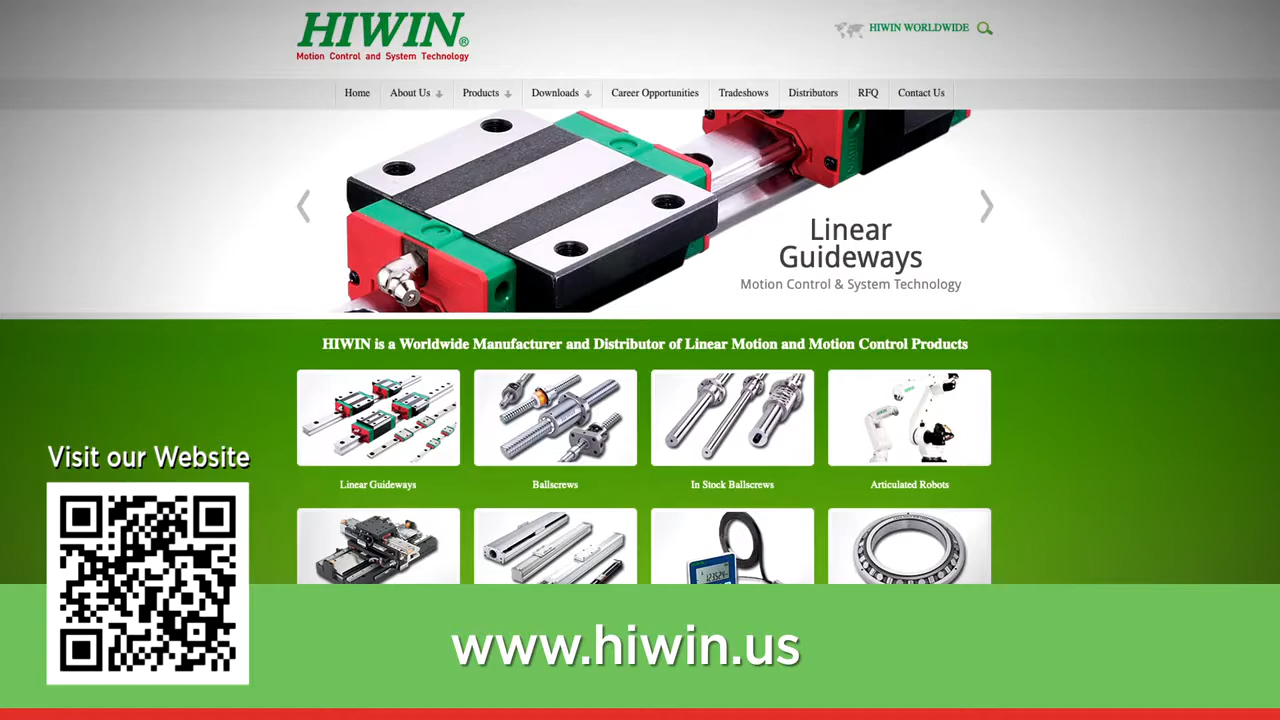 HIWIN®
Motion Control and System Technology
HIWIN WORLDWIDE
Home About Us Products Downloads Career Opportunities Tradeshows Distributors RFQ Contact Us
Linear
Guideways
Motion Control & System Technology
HIWIN is a Worldwide Manufacturer and Distributor of Linear Motion and Motion Control Products
Linear Guideways Ballscrews In Stock Ballscrews Articulated Robots
Visit our Website
www.hiwin.us